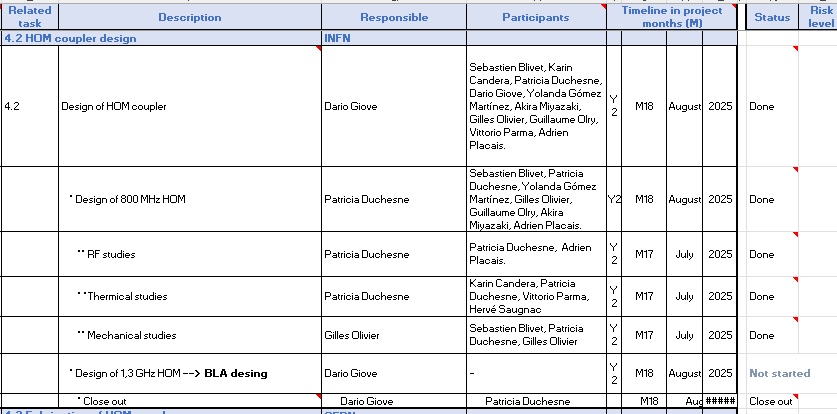 Related task Description Responsible Participants Timeline in project months (M) Status Risk level
4.2 HOM coupler design INFN
4.2 Design of HOM coupler Dario Giove Sebastien Blivet, Karin Candera, Patricia Duchesne, Dario Giove, Yolanda Gómez Martínez, Akira Miyazaki, Gilles Olivier, Guillaume Olry, Vittorio Parma, Adrien Placais. Y2 M18 August 2025 Done
* Design of 800 MHz HOM Patricia Duchesne Sebastien Blivet, Patricia Duchesne, Yolanda Gómez Martínez, Gilles Olivier, Guillaume Olry, Akira Miyazaki, Adrien Placais. Y2 M18 August 2025 Done
** RF studies Patricia Duchesne Patricia Duchesne, Adrien Placais. Y2 M17 July 2025 Done
**Thermical studies Patricia Duchesne Karin Candera, Patricia Duchesne, Vittorio Parma, Hervé Saugnac Y2 M17 July 2025 Done
** Mechanical studies Gilles Olivier Sebastien Blivet, Patricia Duchesne, Gilles Olivier Y2 M17 July 2025 Done
* Design of 1,3 GHz HOM --> BLA desing Dario Giove - Y2 M18 August 2025 Not started
* Close out Dario Giove Patricia Duchesne M18 Aug ##### Close out